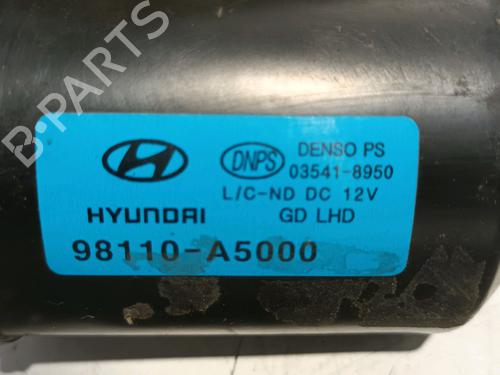 B-PARTS
DNPS
DENSO PS
03541-8950
L/C-ND DC 12V
HYUNDAI
GD LHD
98110-A5000